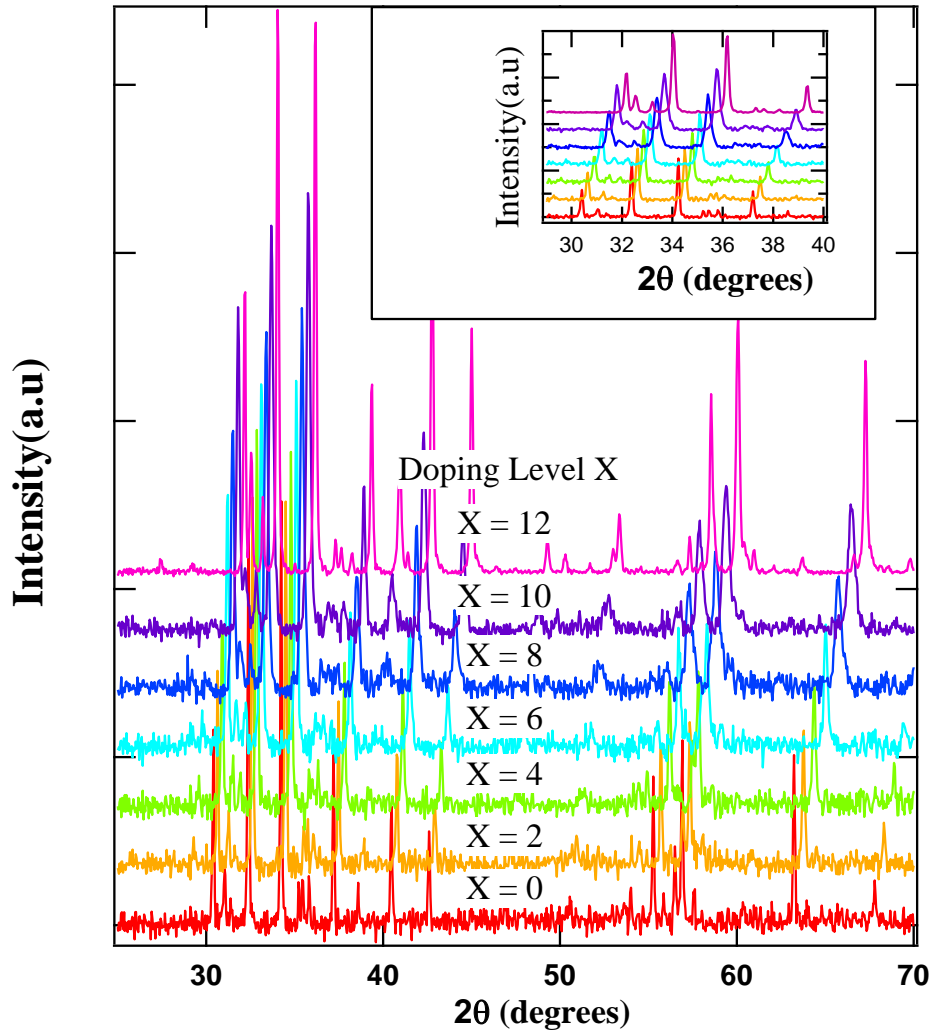 Intensity(a.u)
30
32
34
36
38
40
2θ (degrees)
Intensity(a.u)
Doping Level X
X = 12
X = 10
X = 8
X = 6
X = 4
X = 2
X = 0
30
40
50
60
70
2θ (degrees)